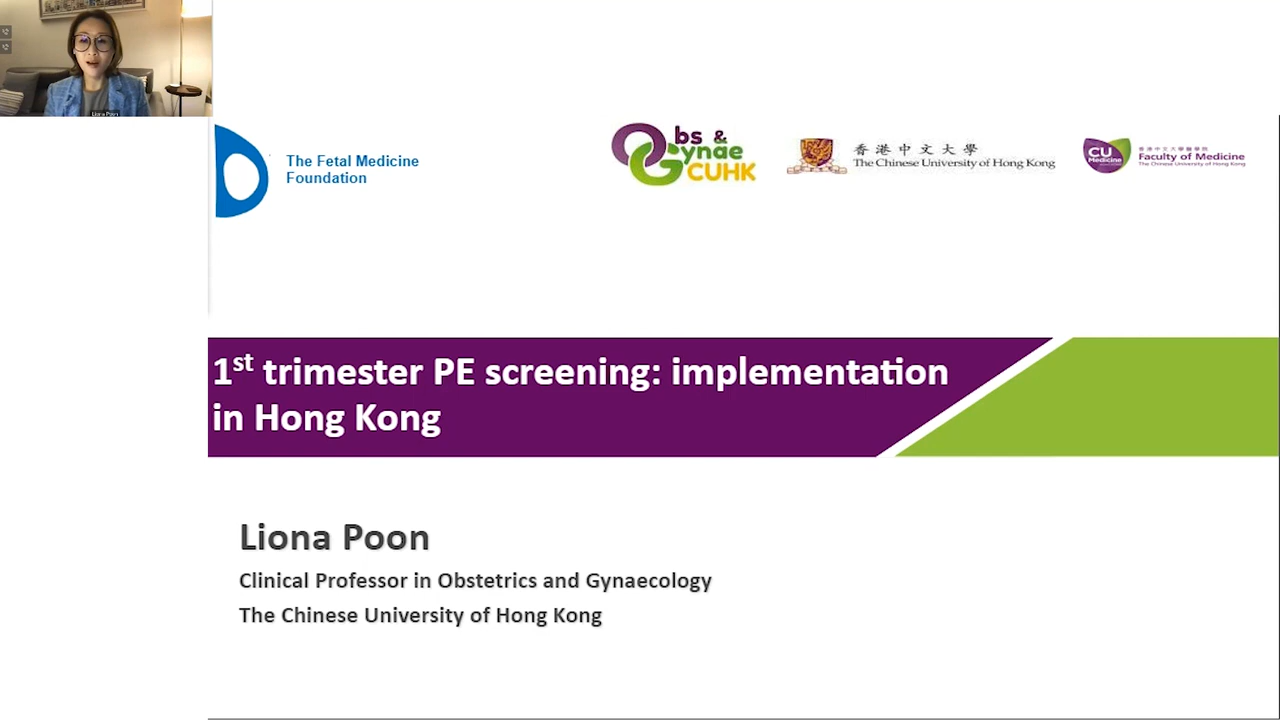 Liona Poon
The Fetal Medicine
Foundation
Obs &
Gynae
CUHK
香港中文大學
The Chinese University of Hong Kong
CU
Medicine
香港中文大學醫學院
Faculty of Medicine
The Chinese University of Hong Kong
1st trimester PE screening: implementation
in Hong Kong
Liona Poon
Clinical Professor in Obstetrics and Gynaecology
The Chinese University of Hong Kong